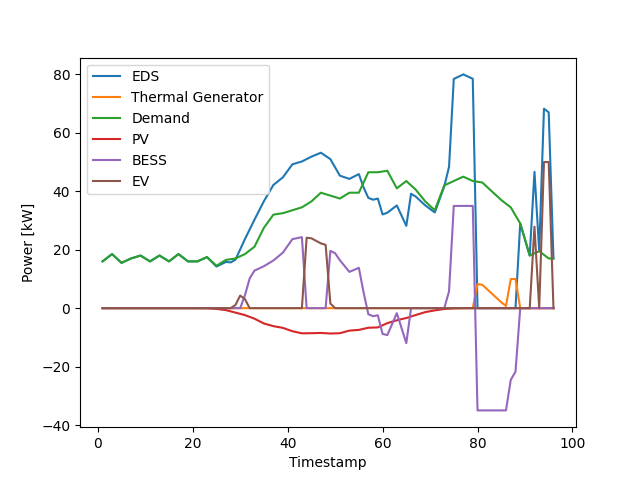 80
60
40
20
0
−20
−40
Power [kW]
EDS
Thermal Generator
Demand
PV
BESS
EV
0
20
40
60
80
100
Timestamp